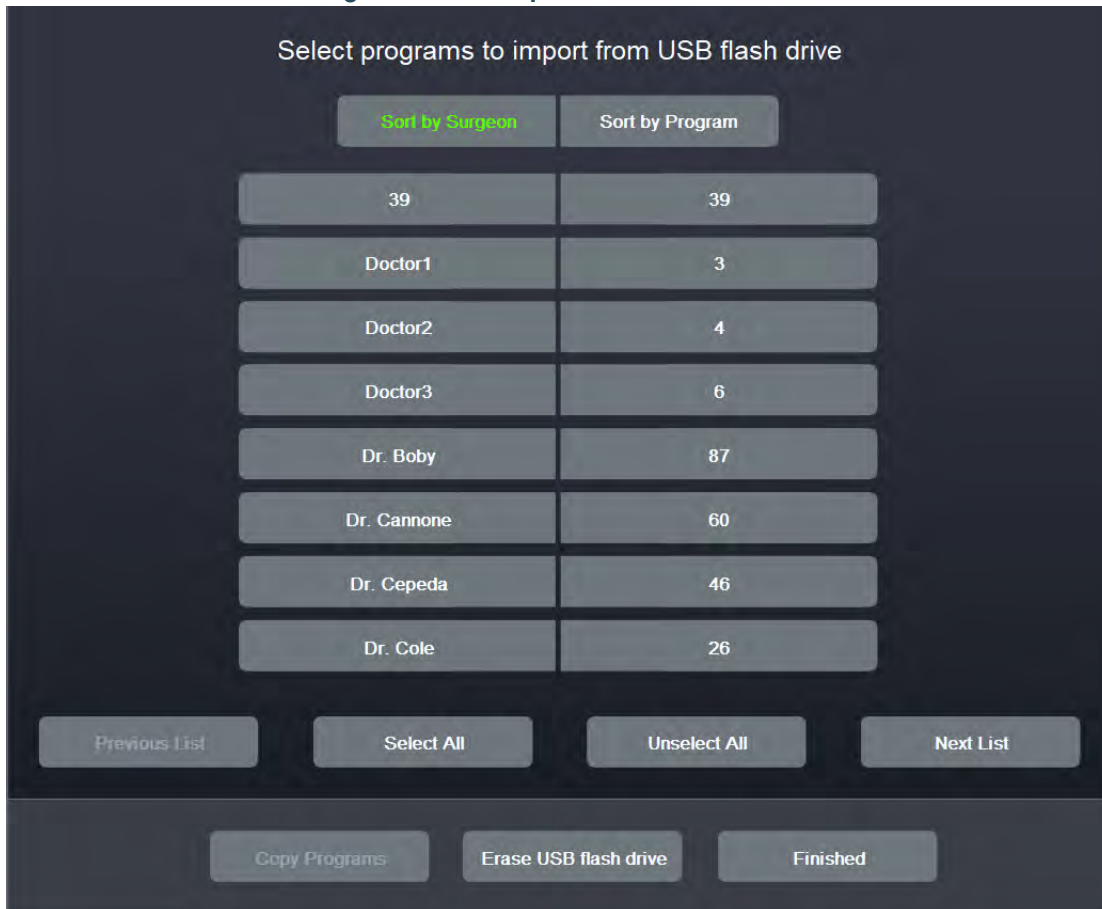 Select programs to import from USB flash drive
Sort by Surgeon Sort by Program
39 39
Doctor1 3
Doctor2 4
Doctor3 6
Dr. Boby 87
Dr. Cannone 60
Dr. Cepeda 46
Dr. Cole 26
Previous List Select All Unselect All Next List
Copy Programs Erase USB flash drive Finished